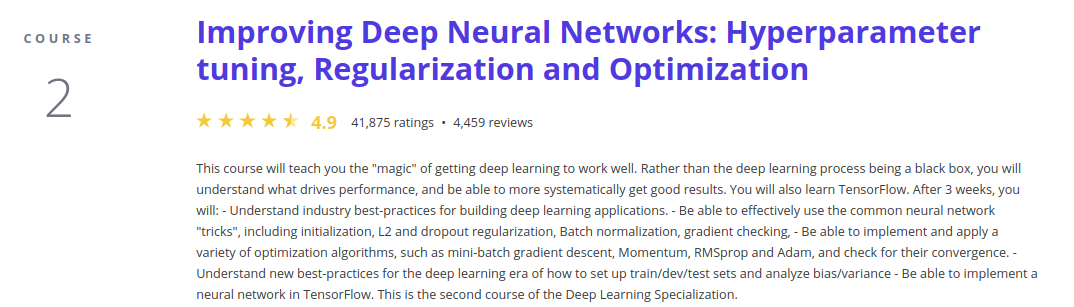 COURSE
2
Improving Deep Neural Networks: Hyperparameter
tuning, Regularization and Optimization
4.9 41,875 ratings • 4,459 reviews
This course will teach you the "magic" of getting deep learning to work well. Rather than the deep learning process being a black box, you will
understand what drives performance, and be able to more systematically get good results. You will also learn TensorFlow. After 3 weeks, you
will: - Understand industry best-practices for building deep learning applications. - Be able to effectively use the common neural network
"tricks", including initialization, L2 and dropout regularization, Batch normalization, gradient checking, - Be able to implement and apply a
variety of optimization algorithms, such as mini-batch gradient descent, Momentum, RMSprop and Adam, and check for their convergence. -
Understand new best-practices for the deep learning era of how to set up train/dev/test sets and analyze bias/variance - Be able to implement a
neural network in TensorFlow. This is the second course of the Deep Learning Specialization.